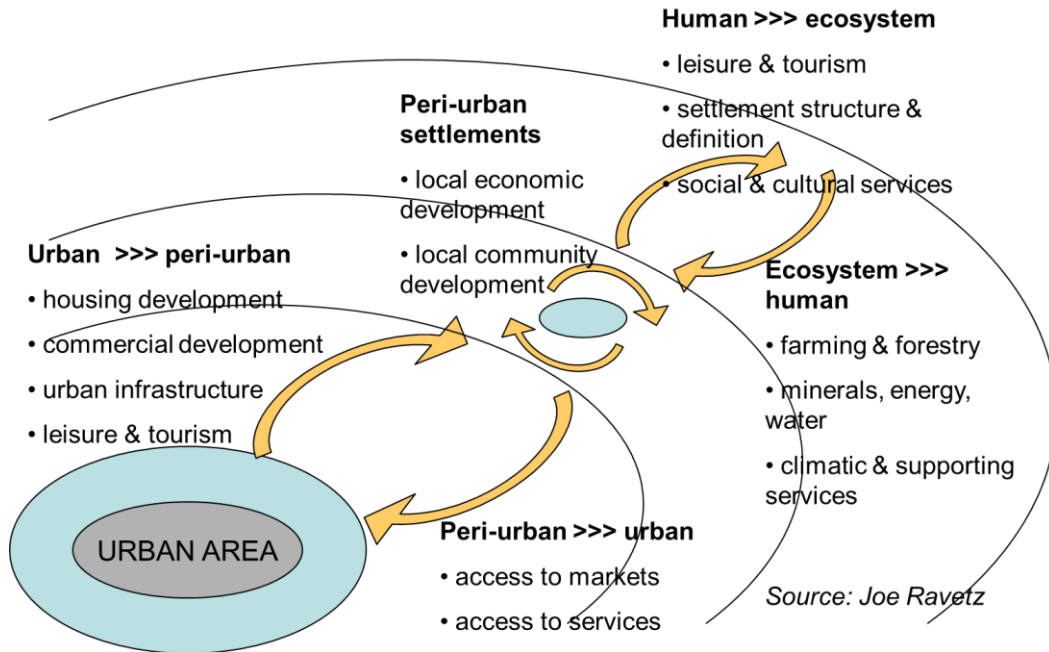 Human >>> ecosystem
• leisure & tourism
• settlement structure &
definition
• social & cultural services
Peri-urban
settlements
• local economic
development
• local community
development
Urban  >>> peri-urban
• housing development
• commercial development
• urban infrastructure
• leisure & tourism
Ecosystem >>>
human
• farming & forestry
• minerals, energy,
water
• climatic & supporting
services
URBAN AREA
Peri-urban >>> urban
• access to markets
• access to services
Source: Joe Ravetz